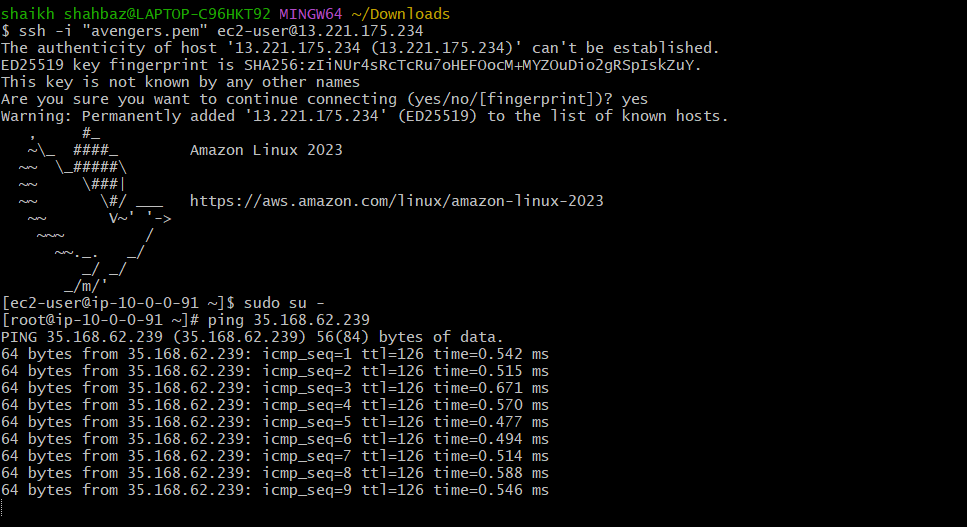 shaikh shahbaz@LAPTOP-C96HKT92 MINGW64 ~/Downloads
$ ssh -i "avengers.pem" ec2-user@13.221.175.234
The authenticity of host '13.221.175.234 (13.221.175.234)' can't be established.
ED25519 key fingerprint is SHA256:zIiNUr4sRcTcRu7oHEFOocM+MYZOuDio2gRSpIskZuY.
This key is not known by any other names
Are you sure you want to continue connecting (yes/no/[fingerprint])? yes
Warning: Permanently added '13.221.175.234' (ED25519) to the list of known hosts.
   ,     #_
   ~\_  ####_        Amazon Linux 2023
  ~~  \_#####\
  ~~     \###|
  ~~       \#/ ___   https://aws.amazon.com/linux/amazon-linux-2023
   ~~       V~' '->
    ~~~         /
      ~~._.   _/
         _/ _/
       _/m/'
[ec2-user@ip-10-0-0-91 ~]$ sudo su -
[root@ip-10-0-0-91 ~]# ping 35.168.62.239
PING 35.168.62.239 (35.168.62.239) 56(84) bytes of data.
64 bytes from 35.168.62.239: icmp_seq=1 ttl=126 time=0.542 ms
64 bytes from 35.168.62.239: icmp_seq=2 ttl=126 time=0.515 ms
64 bytes from 35.168.62.239: icmp_seq=3 ttl=126 time=0.671 ms
64 bytes from 35.168.62.239: icmp_seq=4 ttl=126 time=0.570 ms
64 bytes from 35.168.62.239: icmp_seq=5 ttl=126 time=0.477 ms
64 bytes from 35.168.62.239: icmp_seq=6 ttl=126 time=0.494 ms
64 bytes from 35.168.62.239: icmp_seq=7 ttl=126 time=0.514 ms
64 bytes from 35.168.62.239: icmp_seq=8 ttl=126 time=0.588 ms
64 bytes from 35.168.62.239: icmp_seq=9 ttl=126 time=0.546 ms